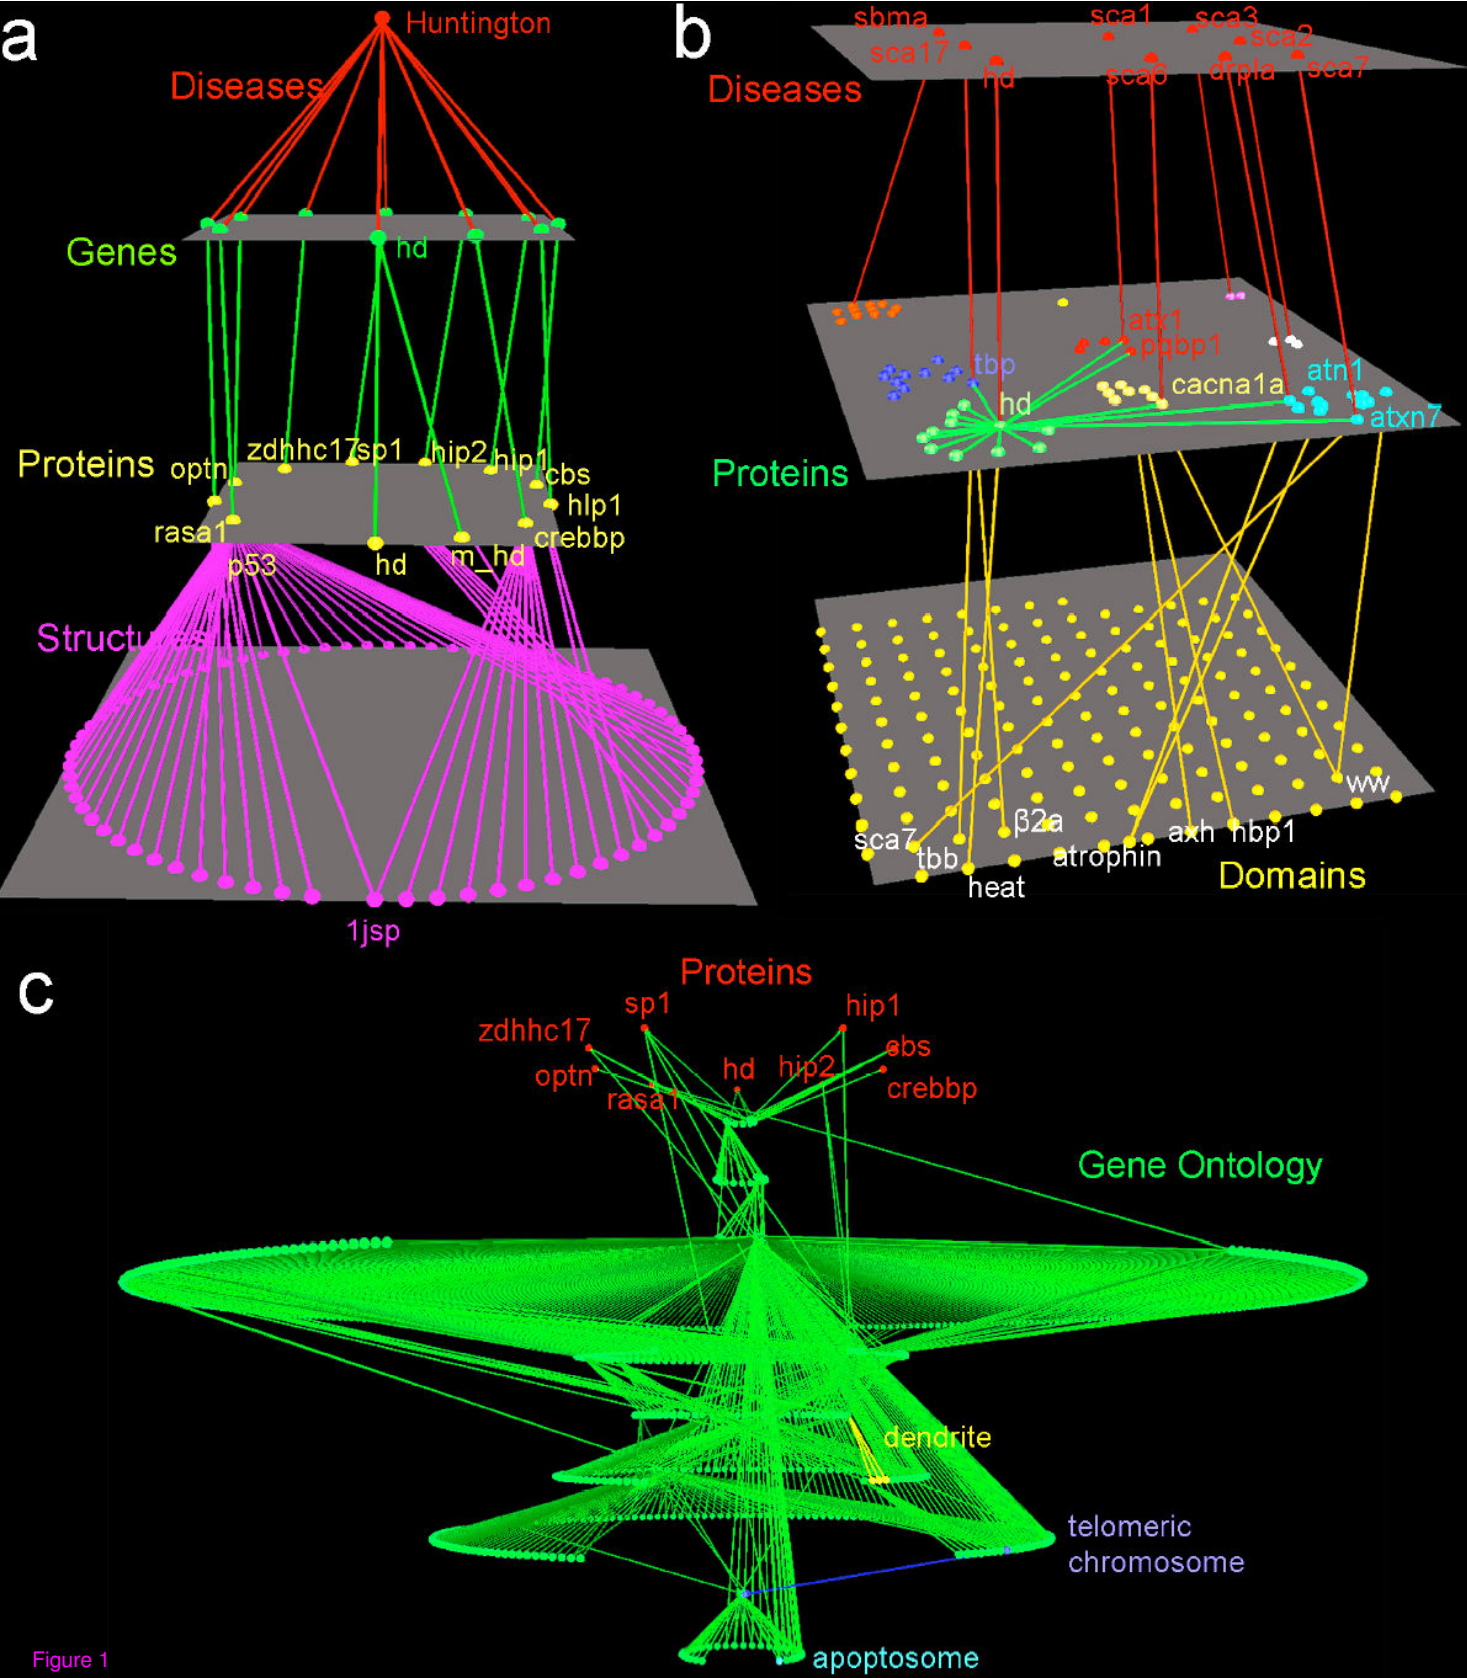 a
Huntington
Diseases
Genes
hd
Proteins
optn
zdhhc17
sp1
hip2
hip1
cbs
hlp1
rasa1
crebbp
p53
hd
m_hd
Structures
1jsp
b
sbma
sca1
sca3
sca2
sca17
hd
sca6
drpla
sca7
Diseases
atx1
pqbp1
tbp
cacna1a
atn1
hd
atxn7
Proteins
ww
β2a
sca7
axh
hbp1
tbb
atrophin
heat
Domains
c
Proteins
sp1
hip1
zdhhc17
cbs
optn
hd
hip2
rasa1
crebbp
Gene Ontology
dendrite
telomeric
chromosome
apoptosome
Figure 1